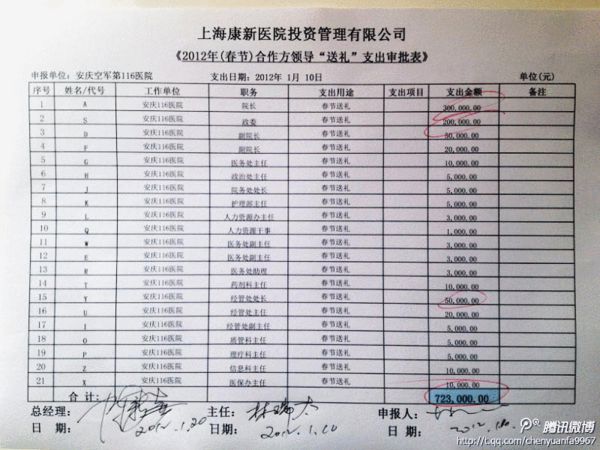 上海康新医院投资管理有限公司
《2012年(春节)合作方领导“送礼”支出审批表》
申报单位：安庆空军第116医院 支出日期：2012年 1月 10日 单位(元)
序号 姓名/代号 工作单位 职务 支出用途 支出项目 支出金额 备注
1 A 安庆116医院 院长 春节送礼 300,000.00
2 S 安庆116医院 政委 春节送礼 200,000.00
3 D 安庆116医院 副院长 春节送礼 50,000.00
4 F 安庆116医院 副院长 春节送礼 20,000.00
5 G 安庆116医院 医务处主任 春节送礼 10,000.00
6 H 安庆116医院 政治处主任 春节送礼 5,000.00
7 J 安庆116医院 院务处处长 春节送礼 5,000.00
8 K 安庆116医院 护理部主任 春节送礼 5,000.00
9 L 安庆116医院 人力资源办主任 春节送礼 3,000.00
10 Q 安庆116医院 人力资源干事 春节送礼 1,000.00
11 W 安庆116医院 医务处副主任 春节送礼 3,000.00
12 E 安庆116医院 医务处副主任 春节送礼 3,000.00
13 R 安庆116医院 医务处助理 春节送礼 3,000.00
14 T 安庆116医院 药剂科主任 春节送礼 10,000.00
15 Y 安庆116医院 经管处处长 春节送礼 50,000.00
16 U 安庆116医院 经管处副主任 春节送礼 20,000.00
17 I 安庆116医院 经管处副主任 春节送礼 5,000.00
18 O 安庆116医院 质管科主任 春节送礼 5,000.00
19 P 安庆116医院 理疗科主任 春节送礼 5,000.00
20 Z 安庆116医院 信息科主任 春节送礼 10,000.00
21 X 安庆116医院 医保办主任 春节送礼 10,000.00
合计： 723,000.00
总经理： 主任： 申报人：
日 期： 2012.1.20 日 期： 2012.1.10 日 期：
腾讯微博
http://t.qq.com/chenyuanfa9967